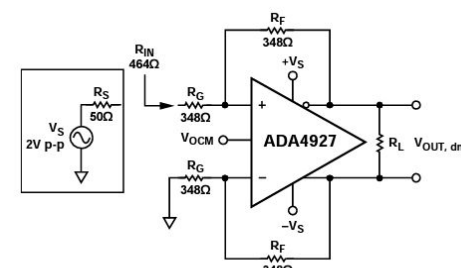 RF
348Ω
RIN
464Ω
+VS
RS
50Ω
VS
2V p-p
RG
348Ω
+
VOCM
ADA4927
RL
VOUT, dm
RG
348Ω
−
−VS
RF
348Ω